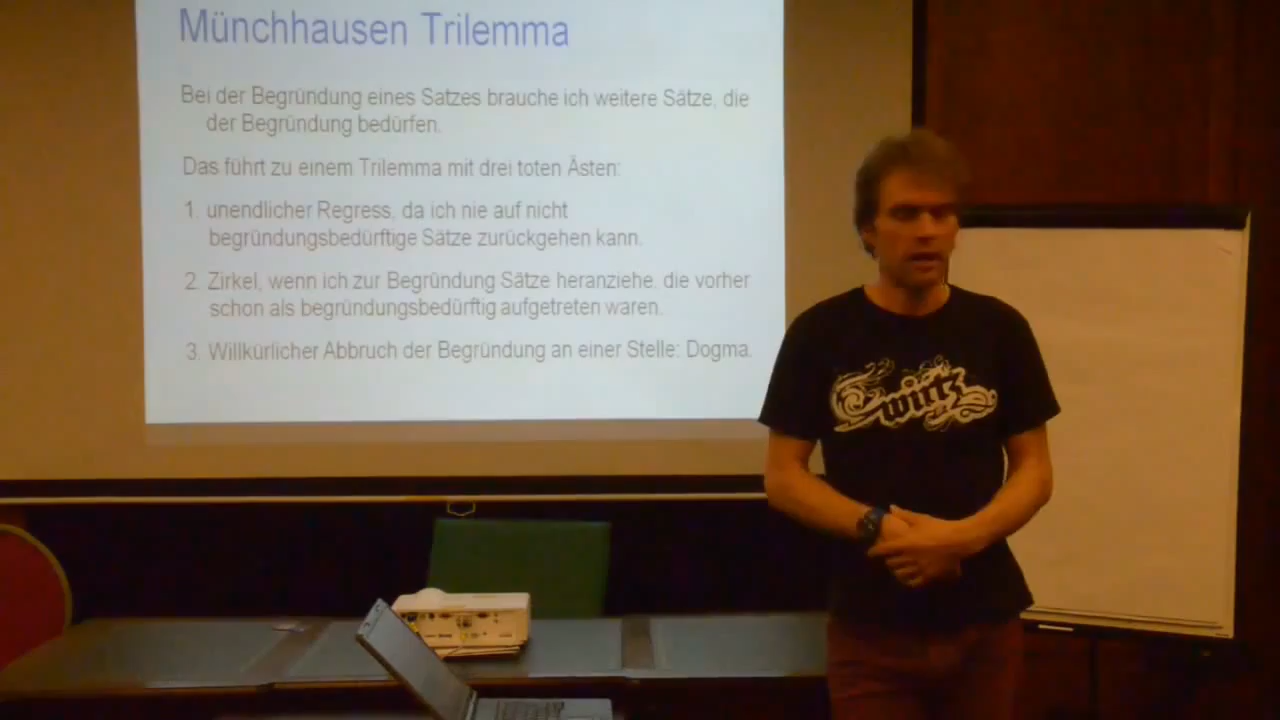 Münchhausen Trilemma
Bei der Begründung eines Satzes brauche ich weitere Sätze, die
der Begründung bedürfen.
Das führt zu einem Trilemma mit drei toten Ästen:
1. unendlicher Regress, da ich nie auf nicht
begründungsbedürftige Sätze zurückgehen kann.
2. Zirkel, wenn ich zur Begründung Sätze heranziehe, die vorher
schon als begründungsbedürftig aufgetreten waren.
3. Willkürlicher Abbruch der Begründung an einer Stelle: Dogma.
wirtz